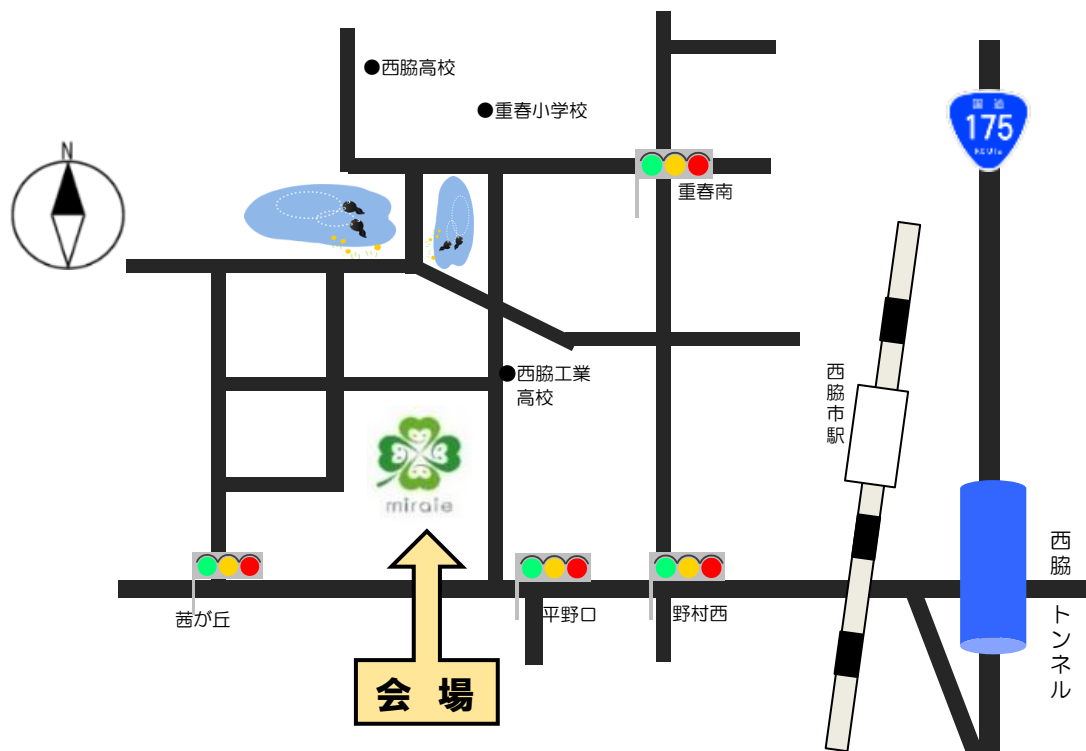 ●西脇高校
●重春小学校
国道
175
ROUTE
N
重春南
西脇市駅
●西脇工業
高校
miraie
西脇トンネル
茜が丘
平野口
野村西
会 場